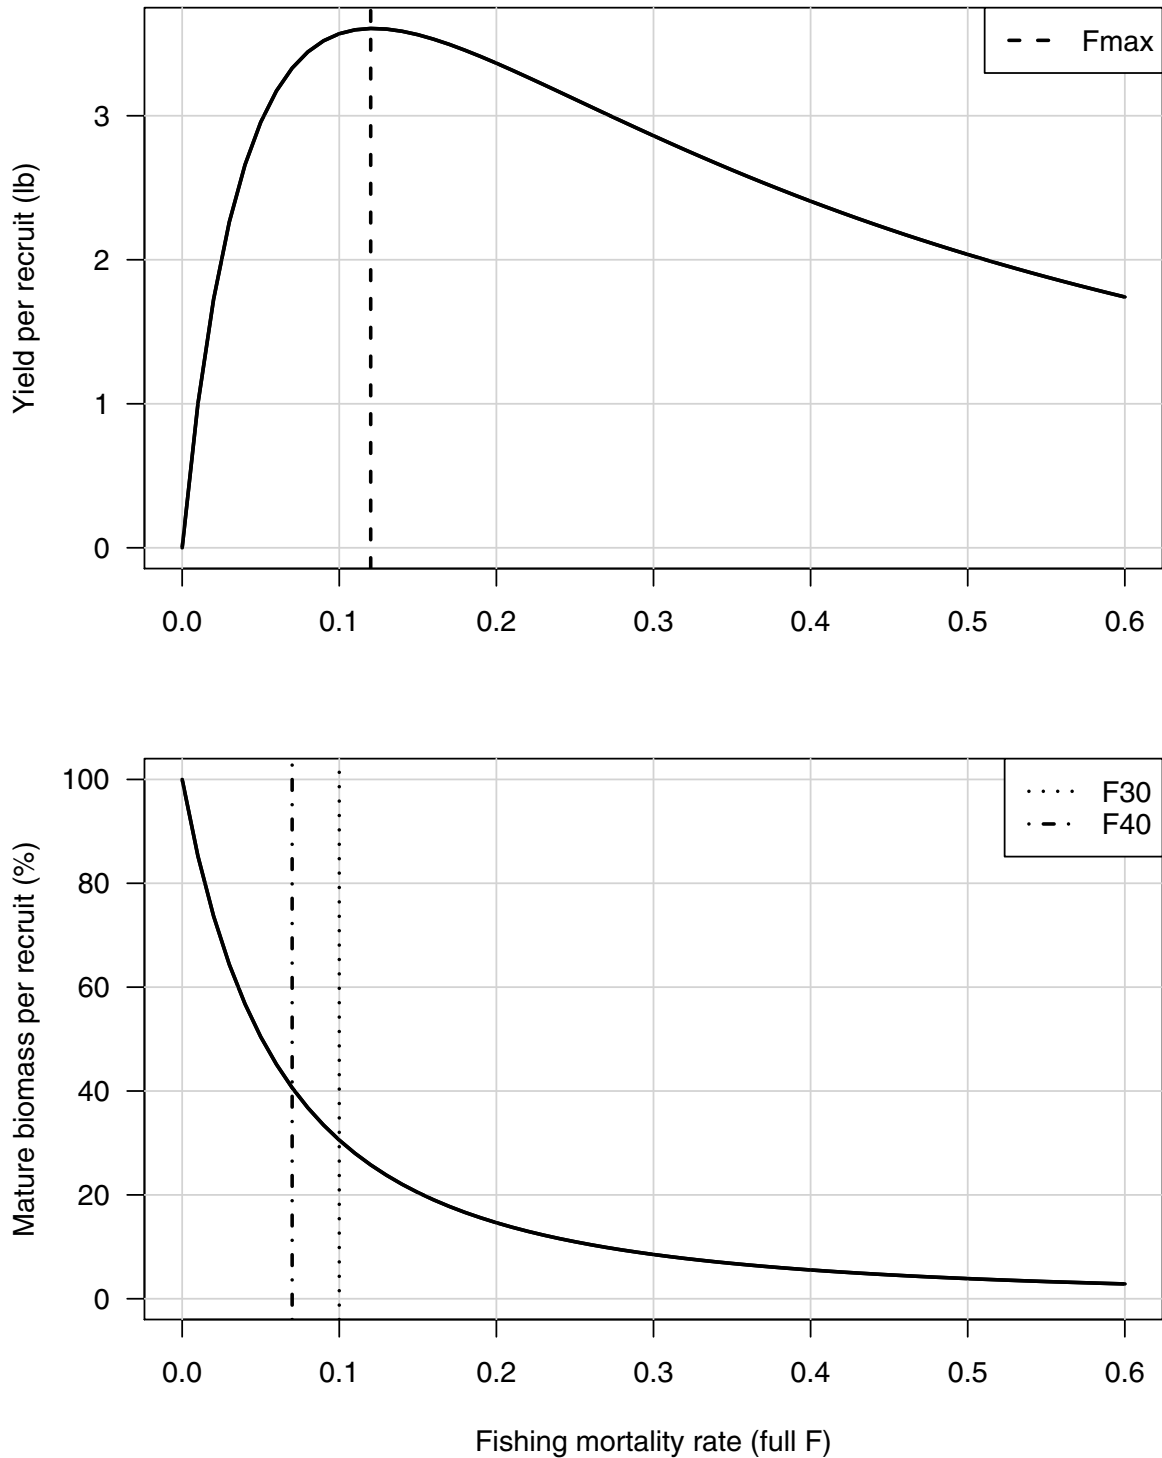 Fmax
Yield per recruit (lb)
3
2
1
0
0.0 0.1 0.2 0.3 0.4 0.5 0.6
F30
F40
Mature biomass per recruit (%)
100
80
60
40
20
0
0.0 0.1 0.2 0.3 0.4 0.5 0.6
Fishing mortality rate (full F)